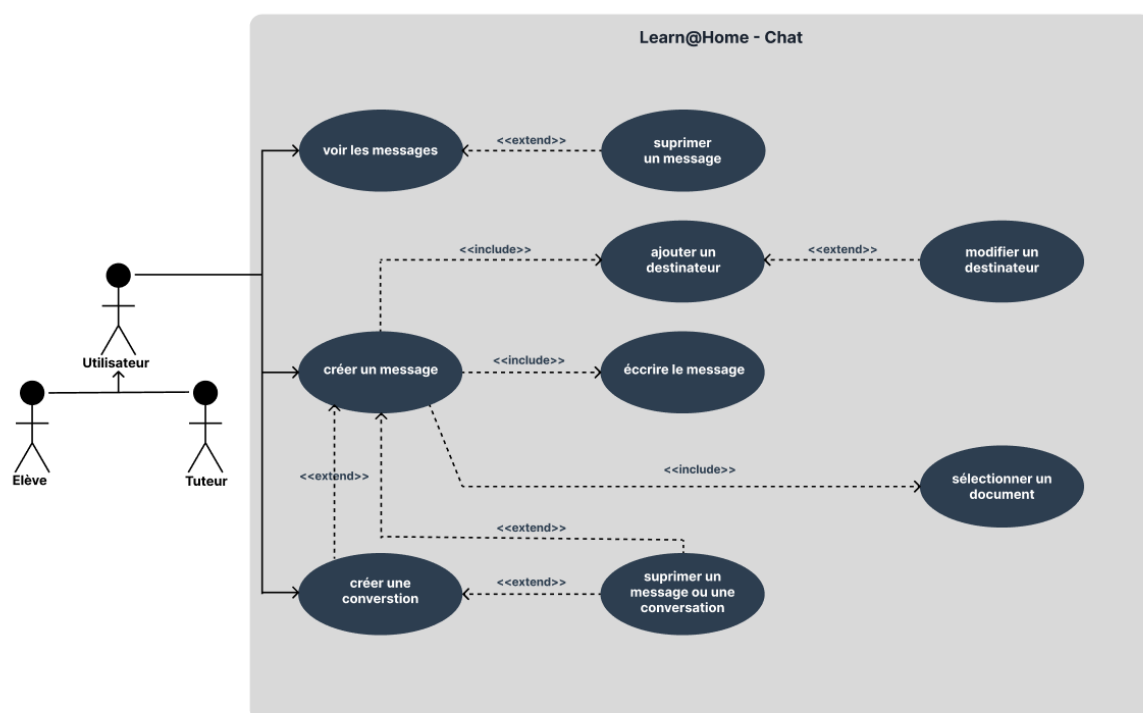 Learn@Home - Chat
voir les messages
<<extend>>
suprimer
un message
<<include>>
ajouter un
destinateur
<<extend>>
modifier un
destinateur
Utilisateur
créer un message
<<include>>
éccrire le message
Elève
Tuteur
<<extend>>
<<include>>
sélectionner un
document
<<extend>>
créer une
converstion
<<extend>>
suprimer un
message ou une
conversation